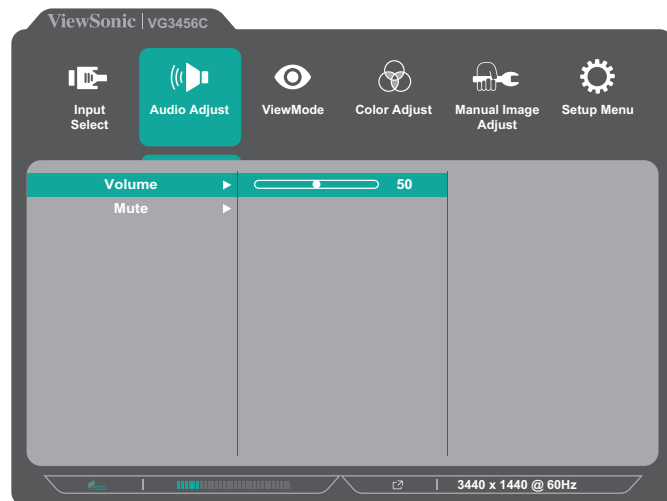 ViewSonic | VG3456C
Input Select
Audio Adjust
ViewMode
Color Adjust
Manual Image Adjust
Setup Menu
Volume 50
Mute
3440 x 1440 @ 60Hz